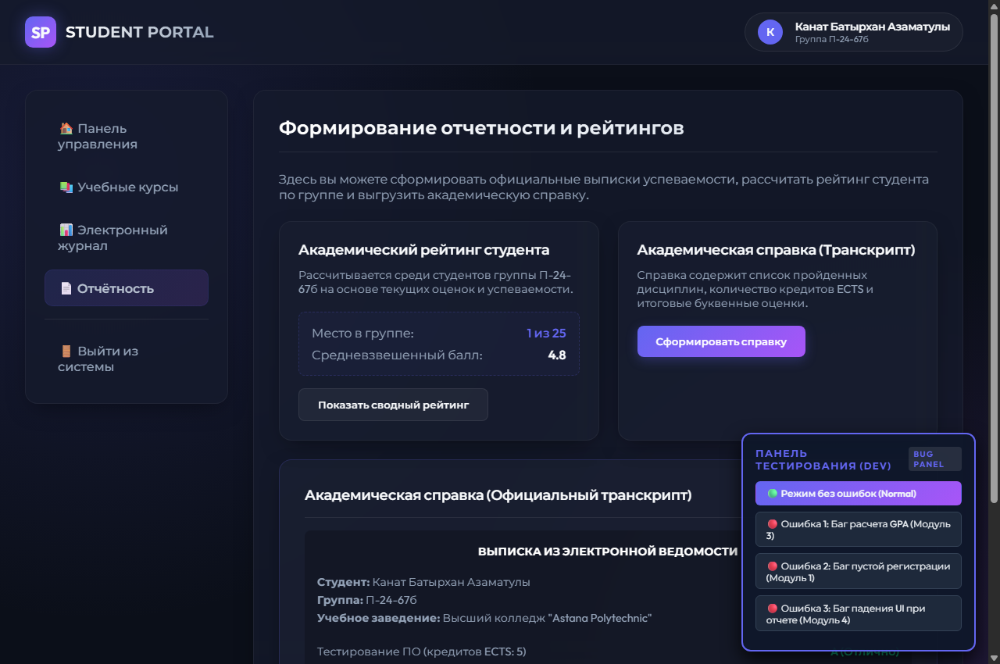 SP STUDENT PORTAL
К
Канат Батырхан Азаматулы
Группа П-24-67б
Панель
управления
Учебные курсы
Электронный
журнал
Отчётность
Выйти из
системы
Формирование отчетности и рейтингов
Здесь вы можете сформировать официальные выписки успеваемости, рассчитать рейтинг студента
по группе и выгрузить академическую справку.
Академический рейтинг студента
Рассчитывается среди студентов группы П-24-
67б на основе текущих оценок и успеваемости.
Место в группе: 1 из 25
Средневзвешенный балл: 4.8
Показать сводный рейтинг
Академическая справка (Транскрипт)
Справка содержит список пройденных
дисциплин, количество кредитов ECTS и
итоговые буквенные оценки.
Сформировать справку
Академическая справка (Официальный транскрипт)
ВЫПИСКА ИЗ ЭЛЕКТРОННОЙ ВЕДОМОСТИ
Студент: Канат Батырхан Азаматулы
Группа: П-24-67б
Учебное заведение: Высший колледж "Astana Polytechnic"
Тестирование ПО (кредитов ECTS: 5)
A (Отлично)
ПАНЕЛЬ
ТЕСТИРОВАНИЯ (DEV)
BUG
PANEL
Режим без ошибок (Normal)
Ошибка 1: Баг расчета GPA (Модуль
3)
Ошибка 2: Баг пустой регистрации
(Модуль 1)
Ошибка 3: Баг падения UI при
отчете (Модуль 4)